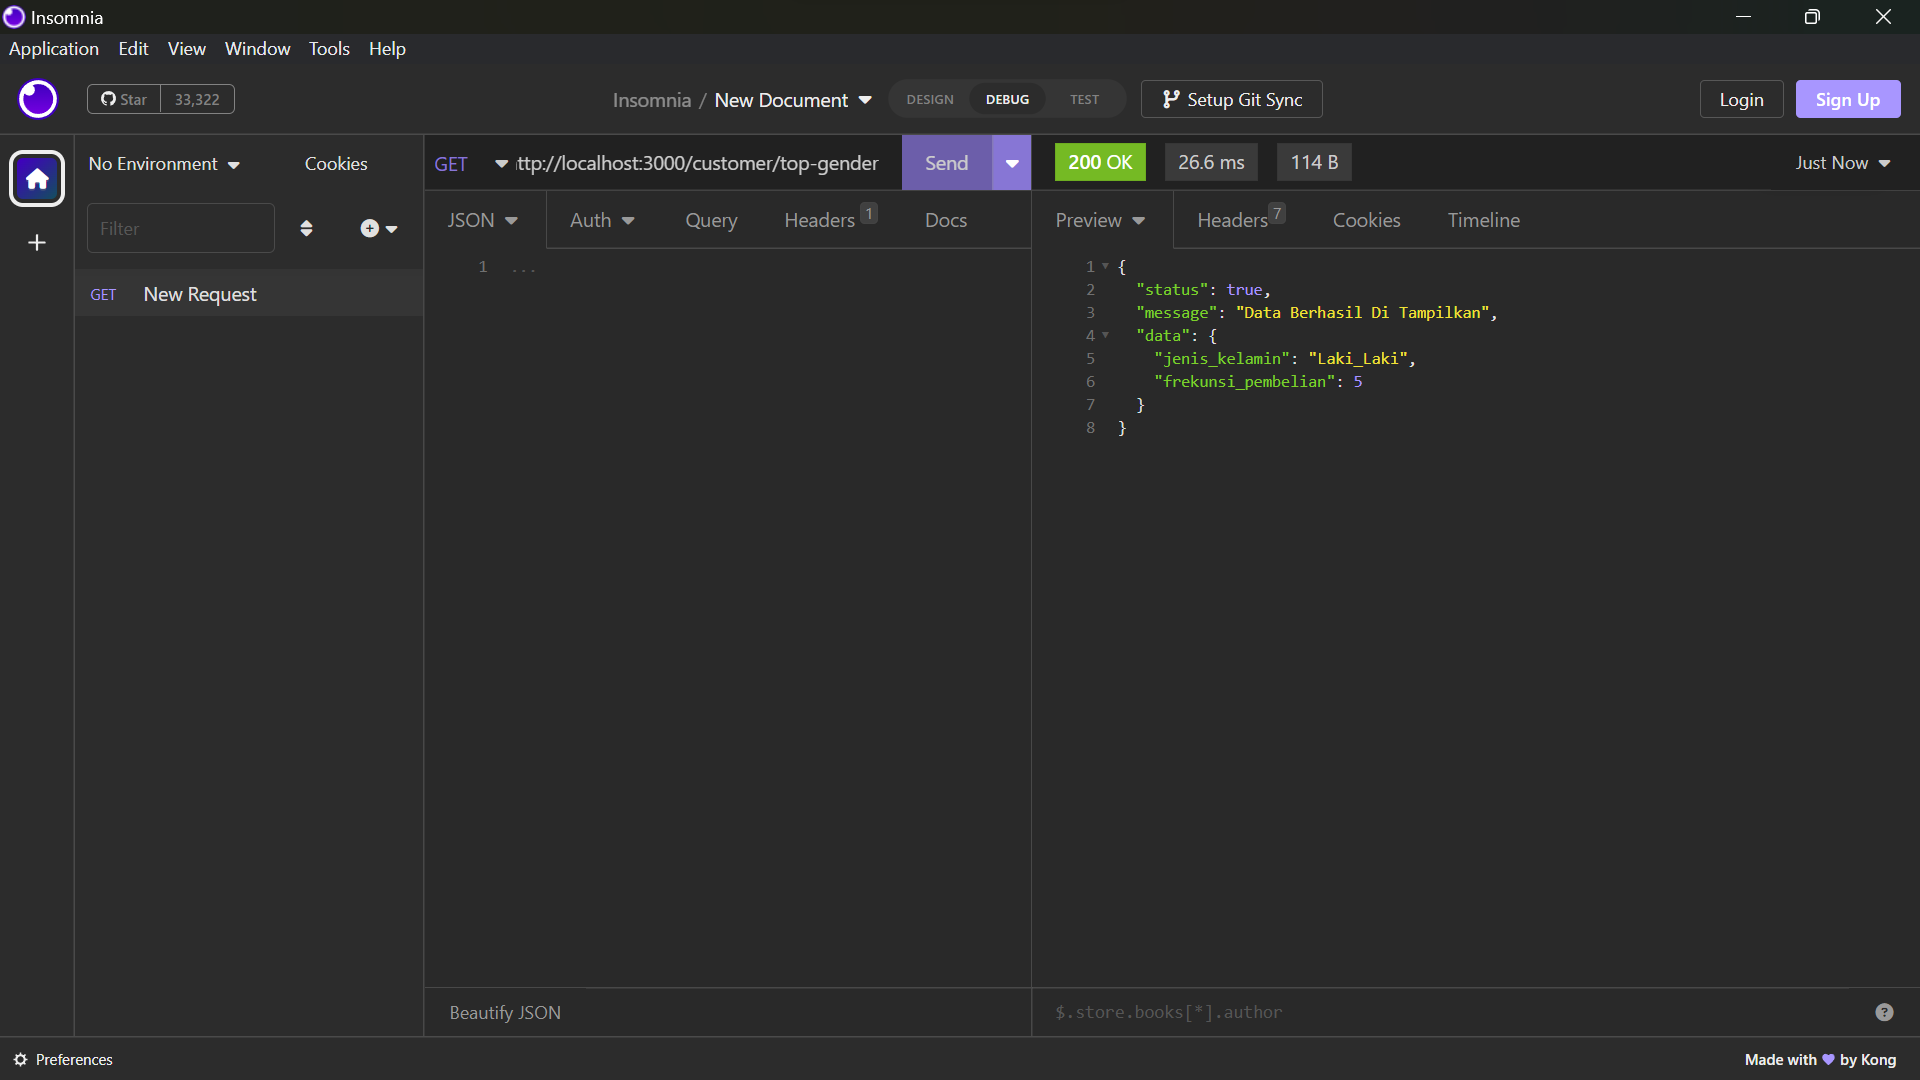 Insomnia
Application Edit View Window Tools Help
Star 33,322
Insomnia / New Document
DESIGN DEBUG TEST
Setup Git Sync
Login
Sign Up
No Environment
Cookies
Filter
GET New Request
GET ttp://localhost:3000/customer/top-gender
Send
200 OK 26.6 ms 114 B
Just Now
JSON Auth Query Headers 1 Docs
1 ...
Preview Headers 7 Cookies Timeline
1 {
2 "status": true,
3 "message": "Data Berhasil Di Tampilkan",
4 "data": {
5 "jenis_kelamin": "Laki_Laki",
6 "frekunsi_pembelian": 5
7 }
8 }
Beautify JSON
$.store.books[*].author
?
Preferences
Made with 💜 by Kong